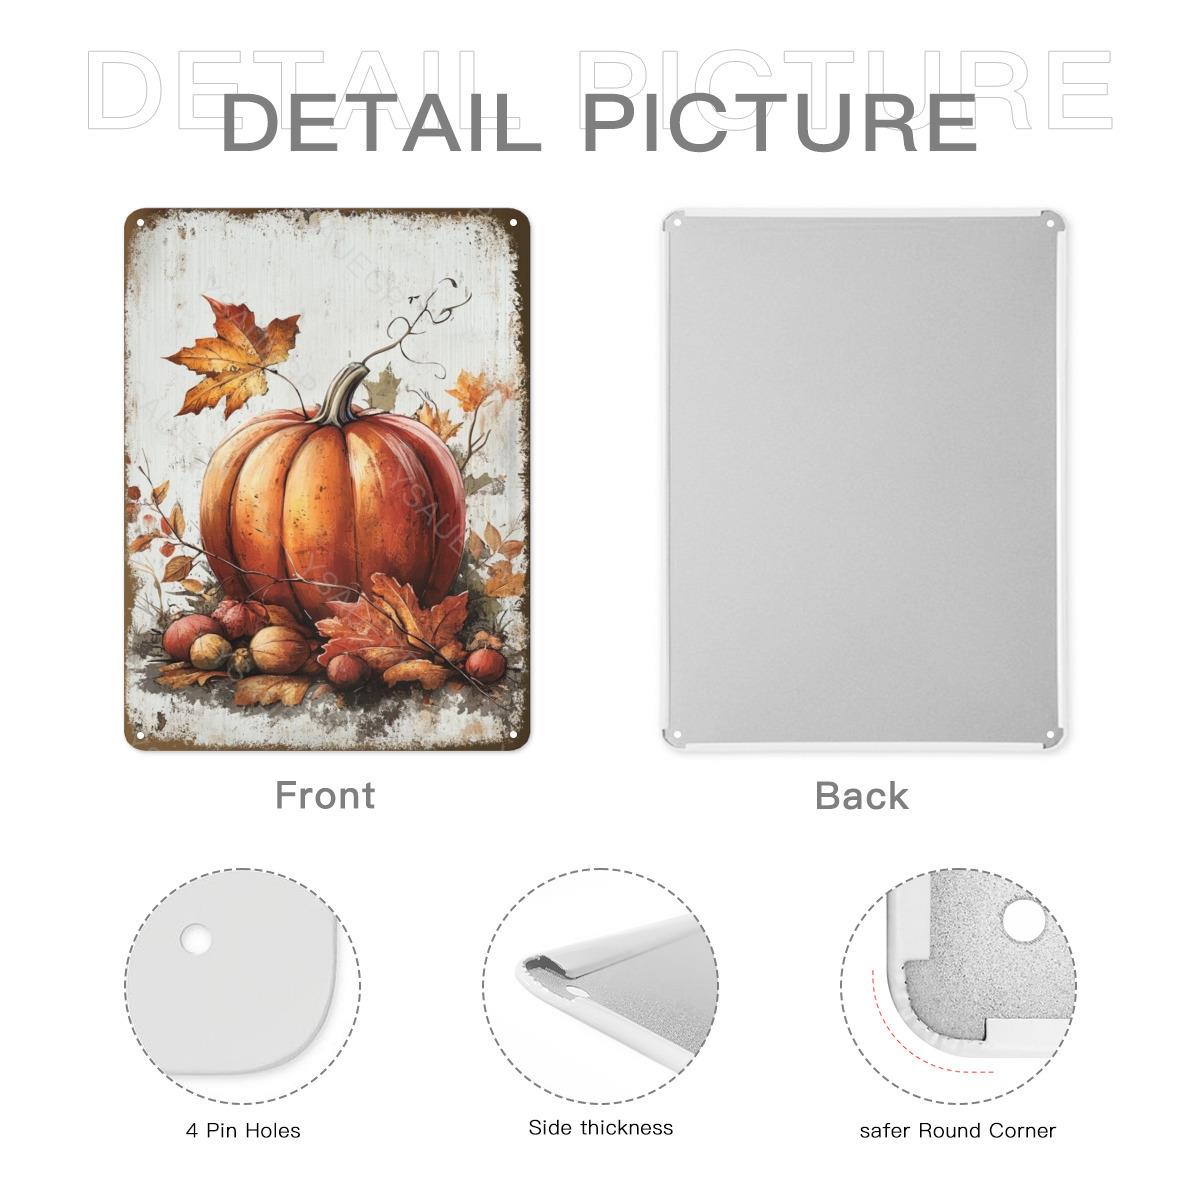 DETAIL PICTURE
DETAIL PICTURE
Front
Back
4 Pin Holes
Side thickness
safer Round Corner